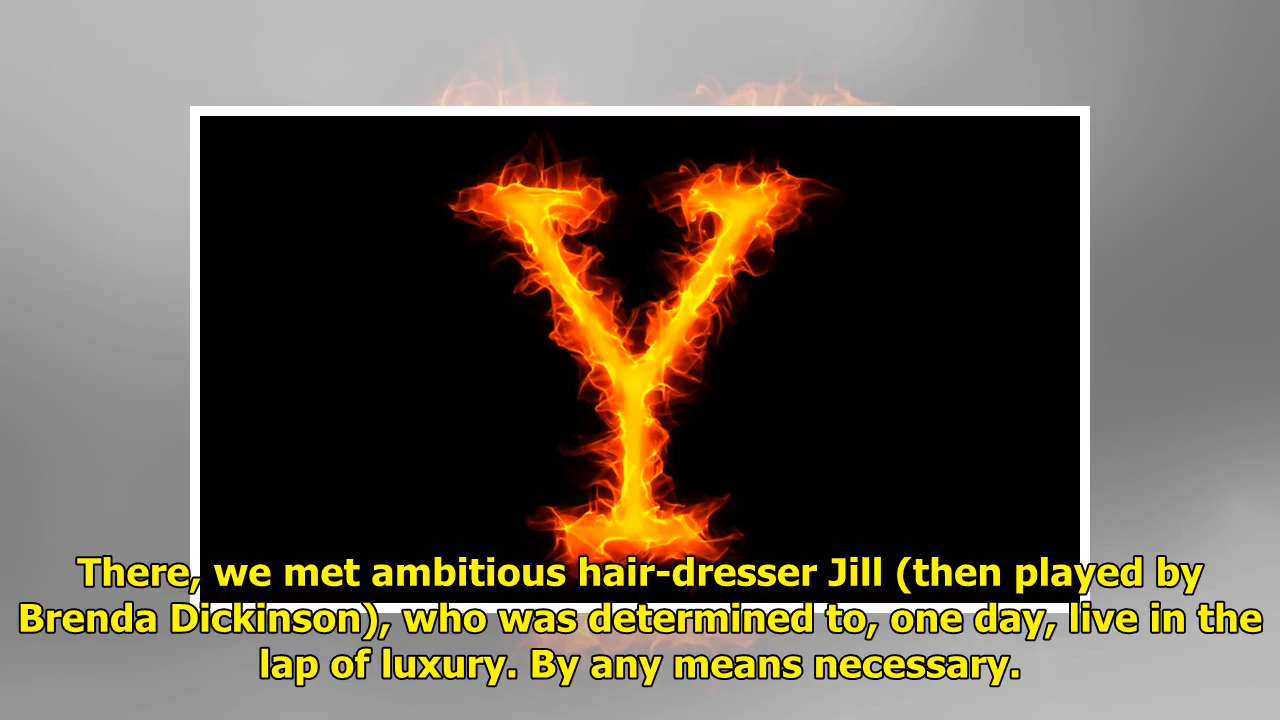 Y
There, we met ambitious hair-dresser Jill (then played by
Brenda Dickinson), who was determined to, one day, live in the
lap of luxury. By any means necessary.